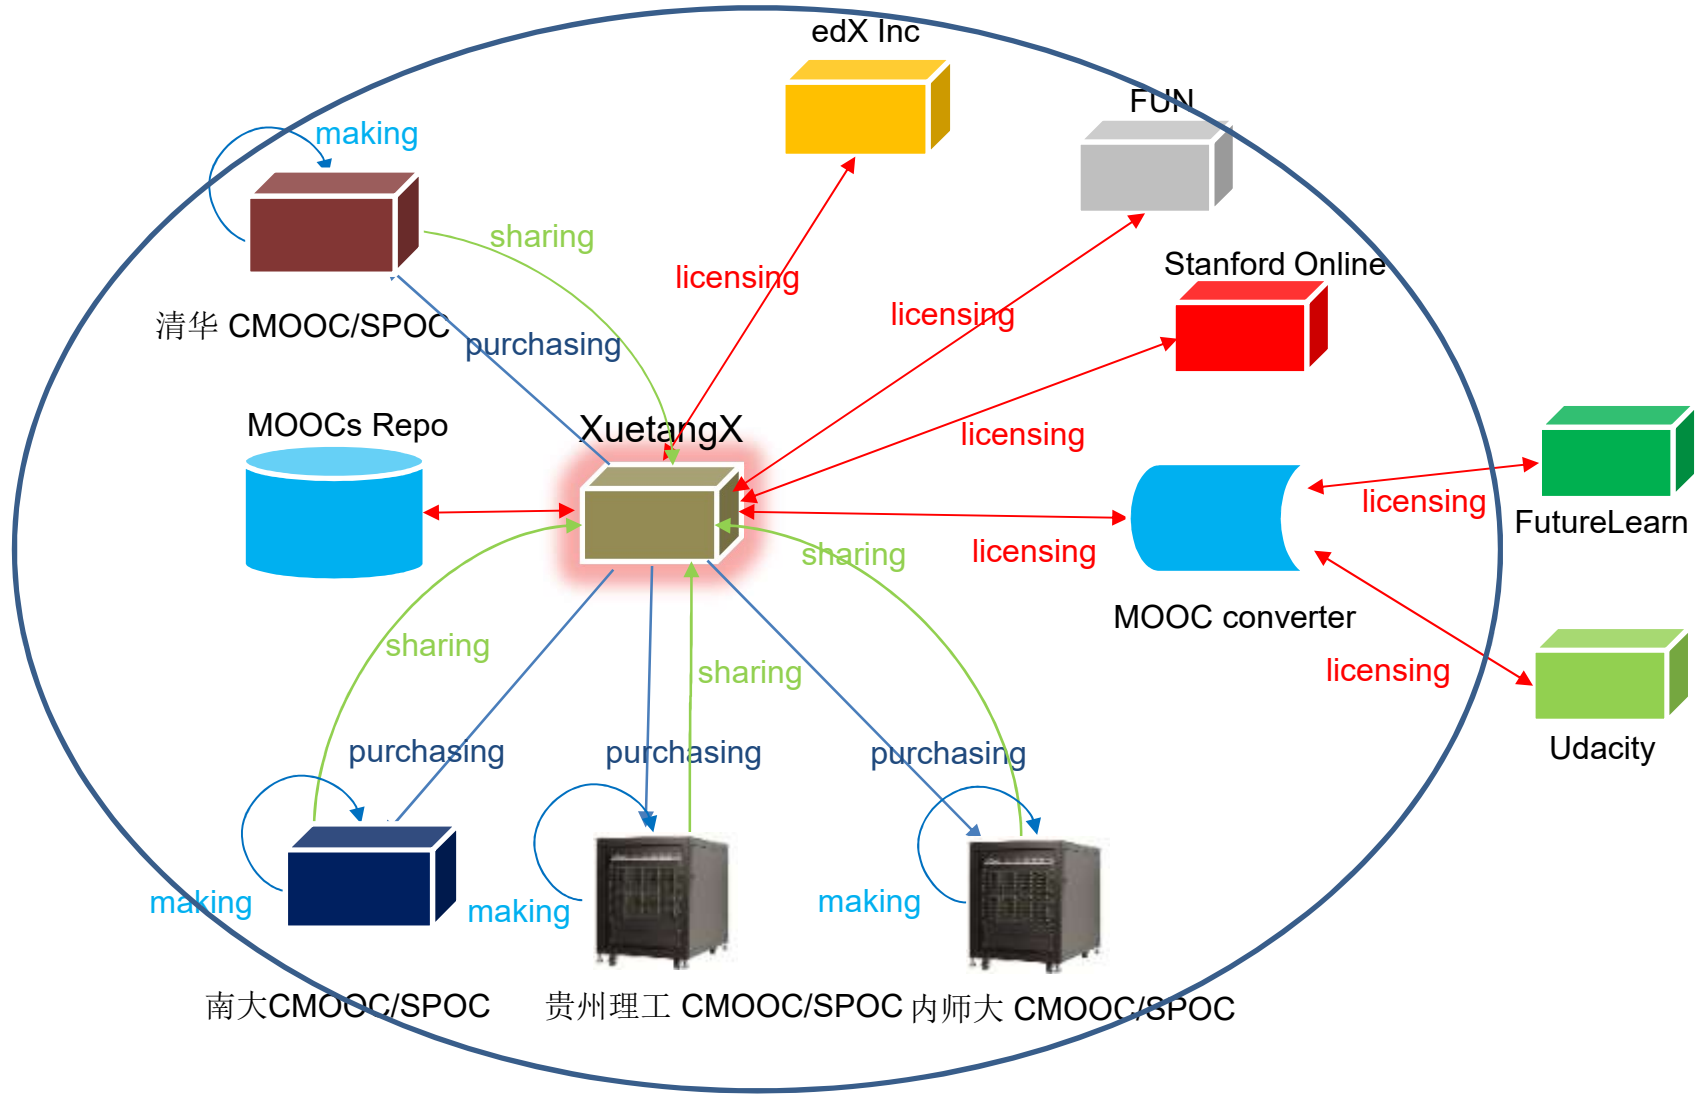 edX Inc
FUN
making
sharing
Stanford Online
licensing
licensing
清华 CMOOC/SPOC
purchasing
MOOCs Repo
XuetangX
licensing
licensing
FutureLearn
licensing
sharing
MOOC converter
sharing
sharing
licensing
purchasing
purchasing
purchasing
Udacity
making
making
making
南大CMOOC/SPOC
贵州理工 CMOOC/SPOC
内师大 CMOOC/SPOC